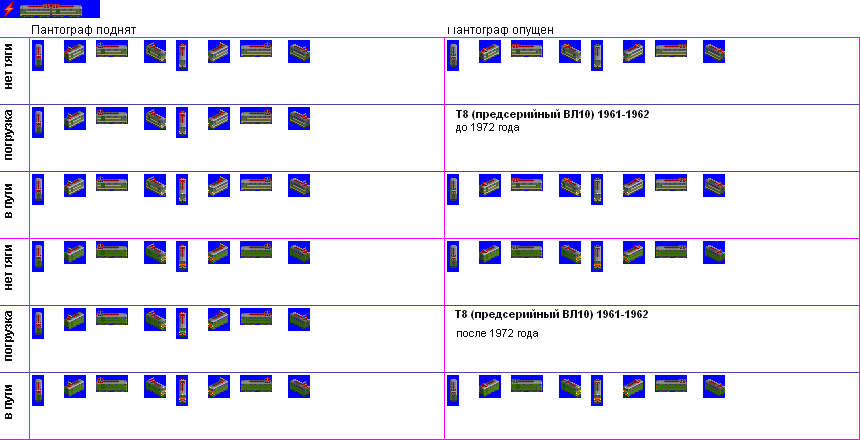 Пантограф поднят
Пантограф опущен
нет тяги
погрузка
Т8 (предсерийный ВЛ10) 1961-1962
до 1972 года
в пути
нет тяги
погрузка
Т8 (предсерийный ВЛ10) 1961-1962
после 1972 года
в пути